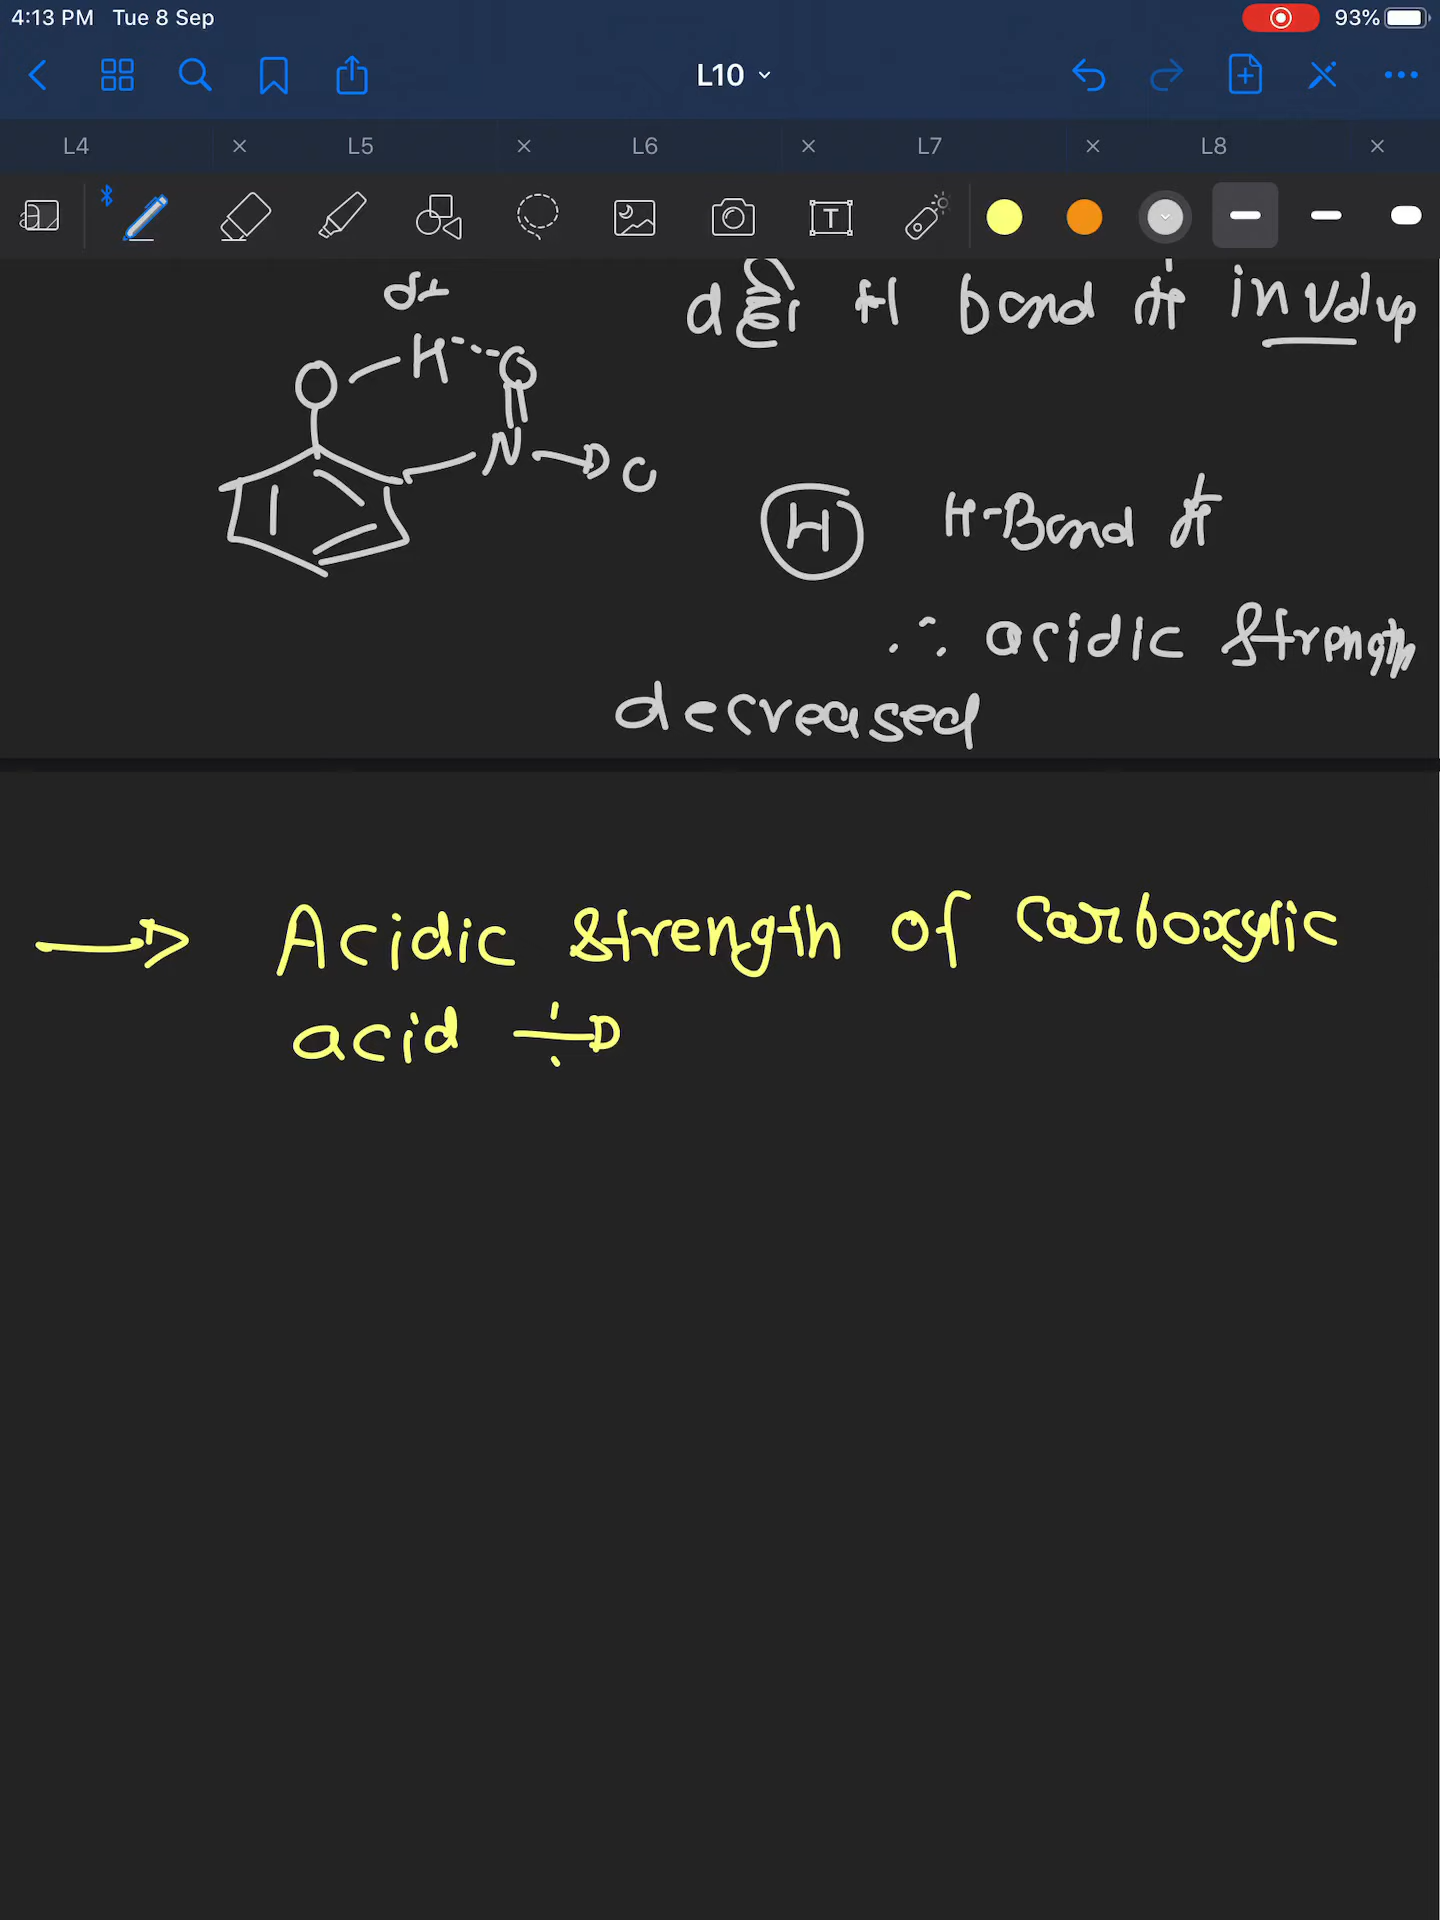 4:13 PM Tue 8 Sep 93%
L10
L4 L5 L6 L7 L8
a T
δ+ H bond में involve
O H O
N O
H H-Bond में
∴ acidic strength
decreased
→ Acidic strength of carboxylic
acid ÷